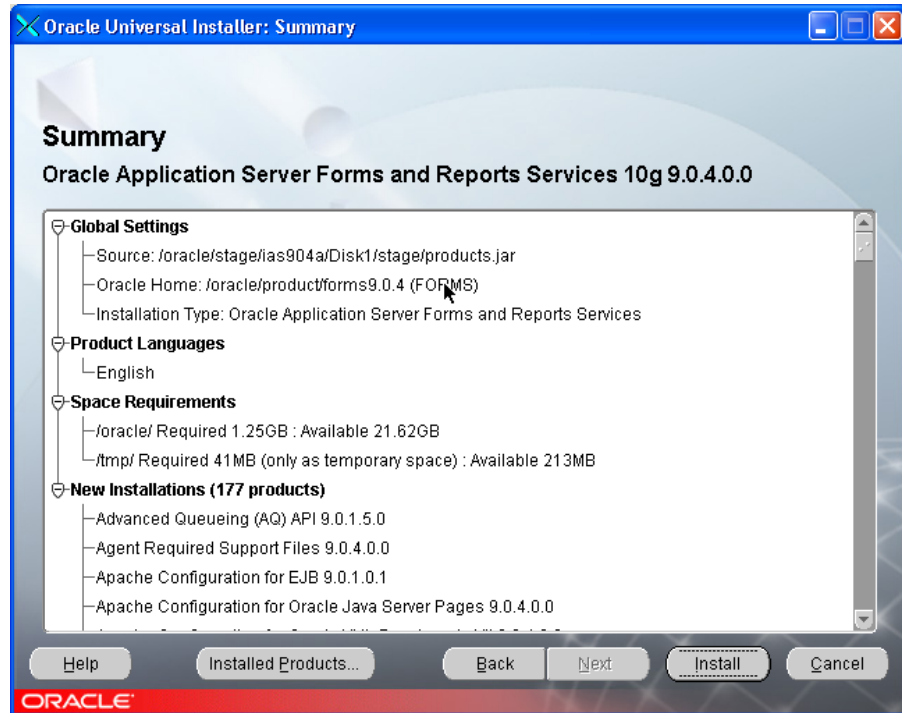 Oracle Universal Installer: Summary
Summary
Oracle Application Server Forms and Reports Services 10g 9.0.4.0.0
Global Settings
Source: /oracle/stage/ias904a/Disk1/stage/products.jar
Oracle Home: /oracle/product/forms9.0.4 (FORMS)
Installation Type: Oracle Application Server Forms and Reports Services
Product Languages
English
Space Requirements
/oracle/ Required 1.25GB : Available 21.62GB
/tmp/ Required 41MB (only as temporary space) : Available 213MB
New Installations (177 products)
Advanced Queueing (AQ) API 9.0.1.5.0
Agent Required Support Files 9.0.4.0.0
Apache Configuration for EJB 9.0.1.0.1
Apache Configuration for Oracle Java Server Pages 9.0.4.0.0
Help Installed Products... Back Next Install Cancel
ORACLE